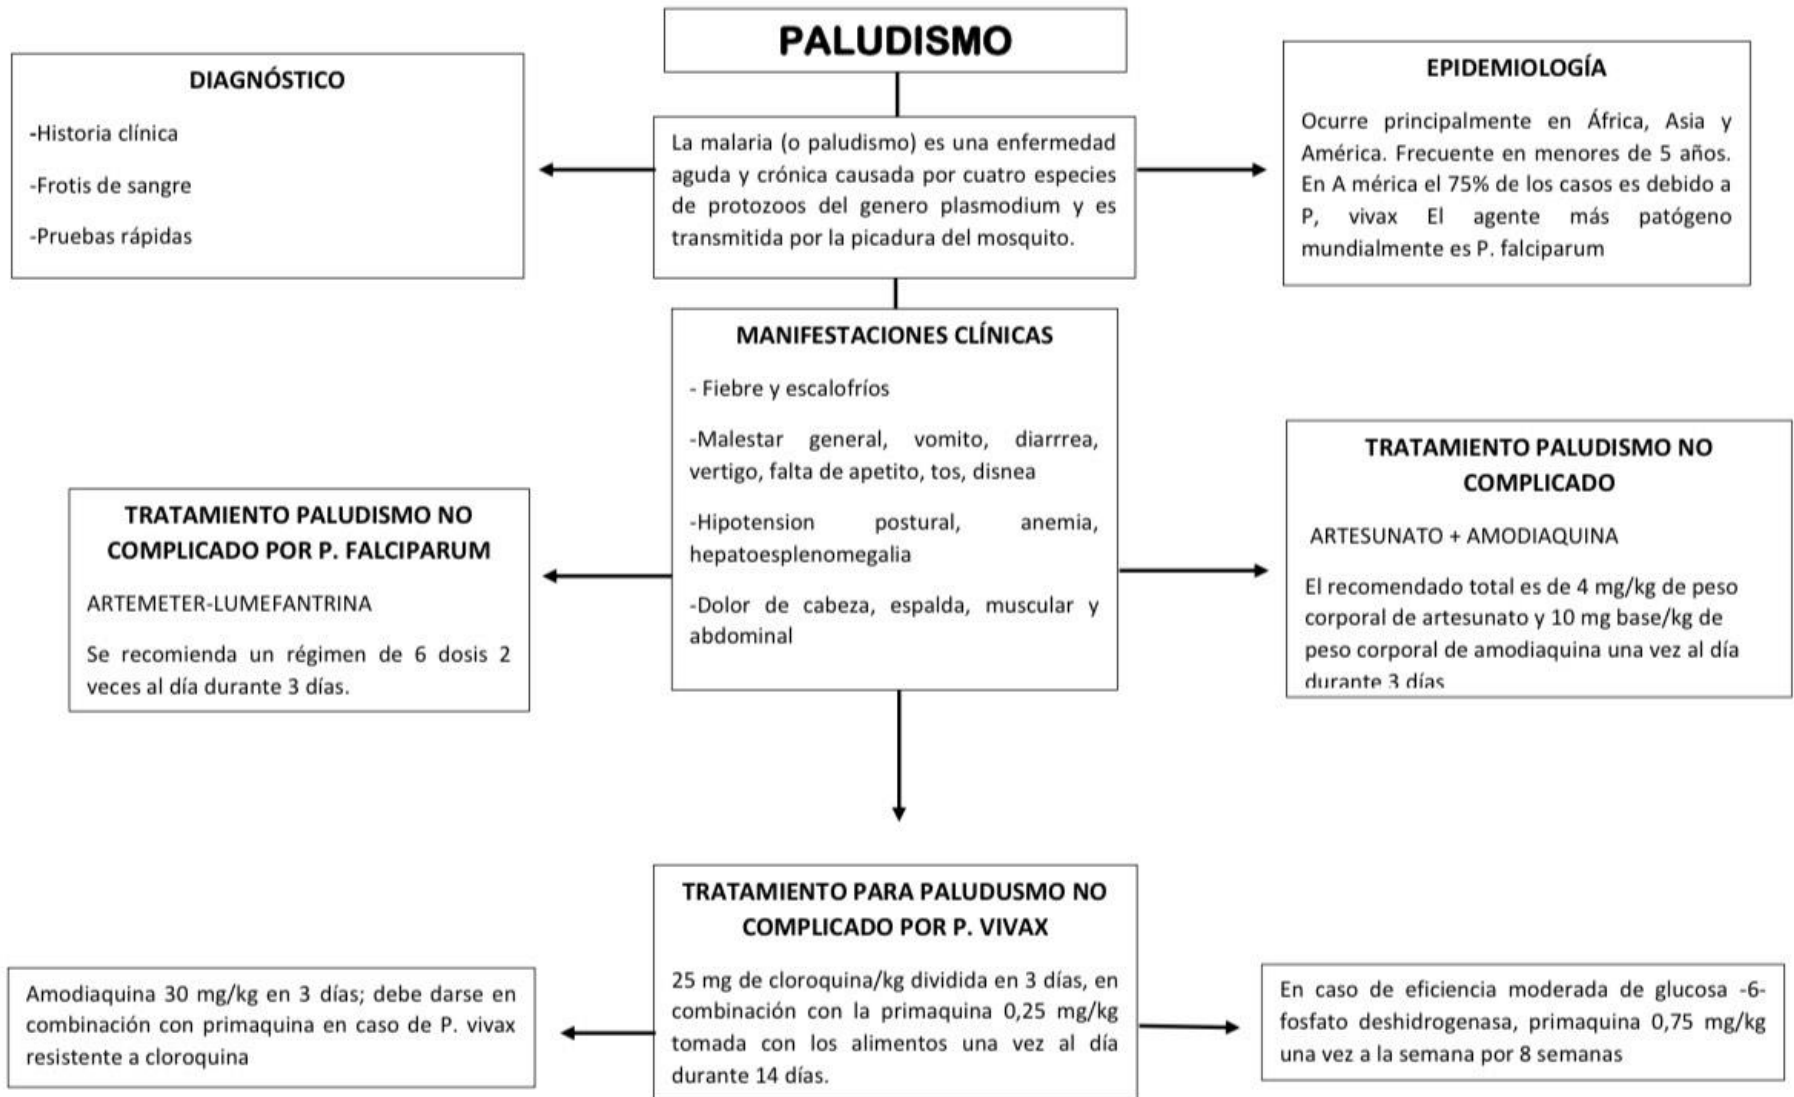 PALUDISMO
DIAGNÓSTICO
-Historia clínica
-Frotis de sangre
-Pruebas rápidas
La malaria (o paludismo) es una enfermedad
aguda y crónica causada por cuatro especies
de protozoos del genero plasmodium y es
transmitida por la picadura del mosquito.
EPIDEMIOLOGÍA
Ocurre principalmente en África, Asia y
América. Frecuente en menores de 5 años.
En A mérica el 75% de los casos es debido a
P, vivax El agente más patógeno
mundialmente es P. falciparum
MANIFESTACIONES CLÍNICAS
- Fiebre y escalofríos
-Malestar general, vomito, diarrrea,
vertigo, falta de apetito, tos, disnea
-Hipotension postural, anemia,
hepatoesplenomegalia
-Dolor de cabeza, espalda, muscular y
abdominal
TRATAMIENTO PALUDISMO NO
COMPLICADO POR P. FALCIPARUM
ARTEMETER-LUMEFANTRINA
Se recomienda un régimen de 6 dosis 2
veces al día durante 3 días.
TRATAMIENTO PALUDISMO NO
COMPLICADO
ARTESUNATO + AMODIAQUINA
El recomendado total es de 4 mg/kg de peso
corporal de artesunato y 10 mg base/kg de
peso corporal de amodiaquina una vez al día
durante 3 días
TRATAMIENTO PARA PALUDUSMO NO
COMPLICADO POR P. VIVAX
25 mg de cloroquina/kg dividida en 3 días, en
combinación con la primaquina 0,25 mg/kg
tomada con los alimentos una vez al día
durante 14 días.
Amodiaquina 30 mg/kg en 3 días; debe darse en
combinación con primaquina en caso de P. vivax
resistente a cloroquina
En caso de eficiencia moderada de glucosa -6-
fosfato deshidrogenasa, primaquina 0,75 mg/kg
una vez a la semana por 8 semanas